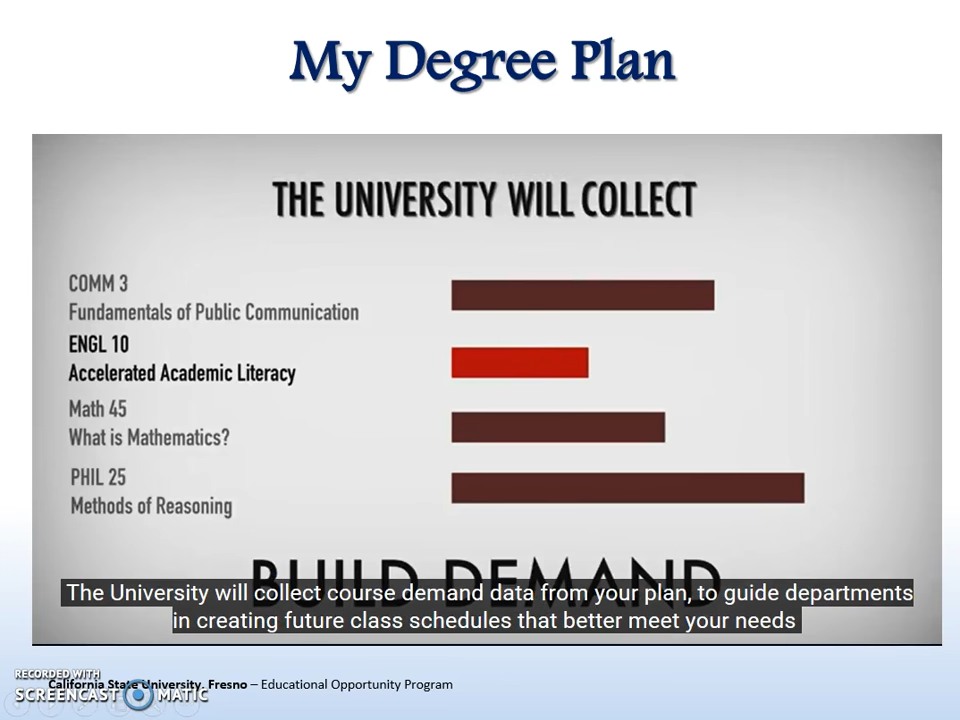 My Degree Plan
THE UNIVERSITY WILL COLLECT
COMM 3
Fundamentals of Public Communication
ENGL 10
Accelerated Academic Literacy
Math 45
What is Mathematics?
PHIL 25
Methods of Reasoning
BUILD DEMAND
The University will collect course demand data from your plan, to guide departments
in creating future class schedules that better meet your needs
RECORDED WITH
SCREENCAST MATIC
California State University, Fresno – Educational Opportunity Program